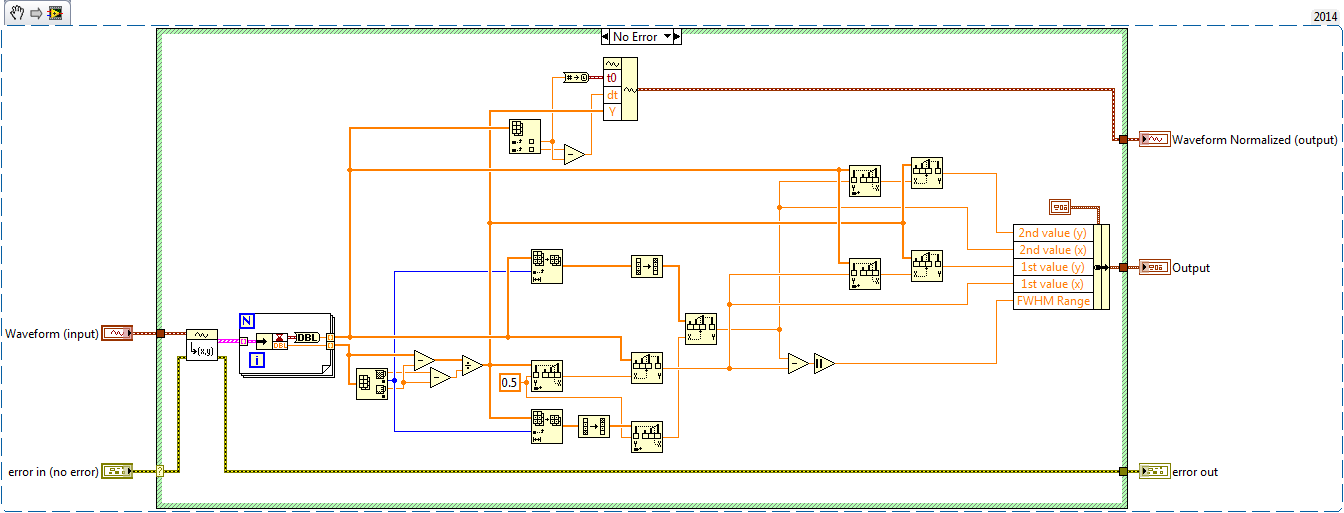 2014
No Error
#
t0
dt
Y
Waveform Normalized (output)
2nd value (y)
2nd value (x)
1st value (y)
1st value (x)
FWHM Range
Output
Waveform (input)
(x,y)
N
DBL
DBL
i
0.5
error in (no error)
?
error out